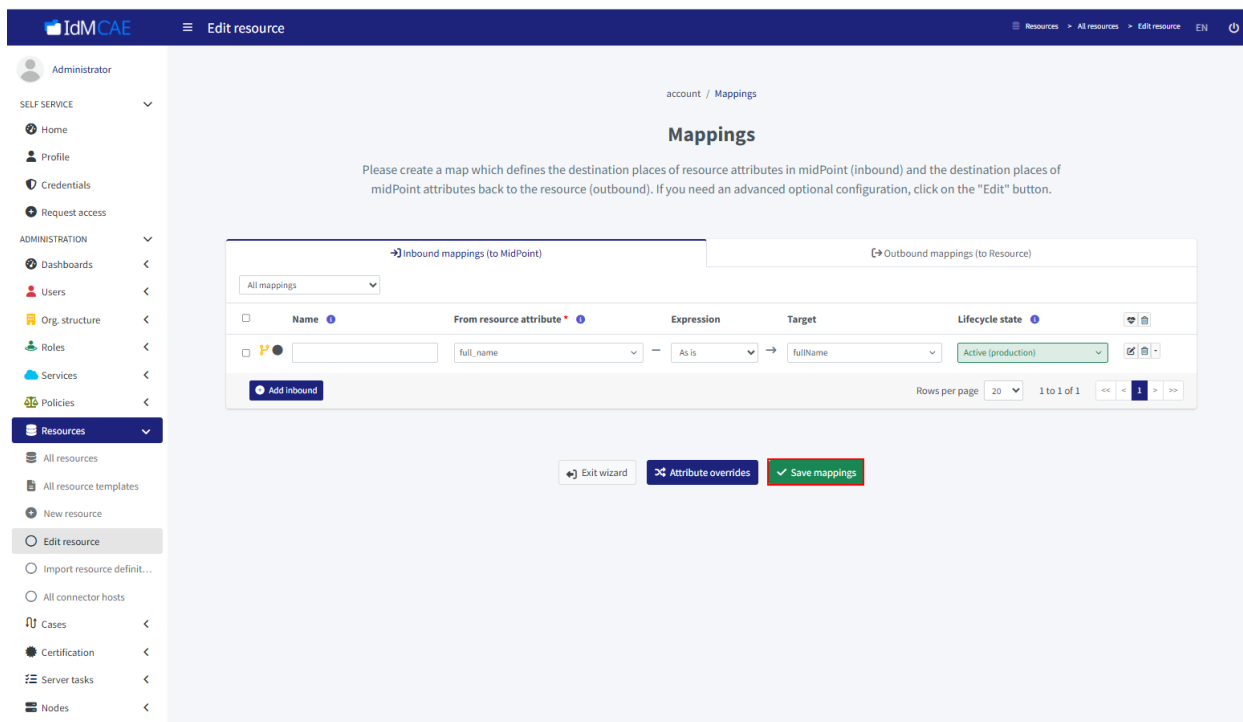 IdMCAE
Edit resource
Resources > All resources > Edit resource
EN
Administrator
SELF SERVICE
Home
Profile
Credentials
Request access
ADMINISTRATION
Dashboards
Users
Org. structure
Roles
Services
Policies
Resources
All resources
All resource templates
New resource
Edit resource
Import resource definit...
All connector hosts
Cases
Certification
Server tasks
Nodes
account / Mappings
Mappings
Please create a map which defines the destination places of resource attributes in midPoint (inbound) and the destination places of
midPoint attributes back to the resource (outbound). If you need an advanced optional configuration, click on the "Edit" button.
Inbound mappings (to MidPoint)
Outbound mappings (to Resource)
All mappings
Name From resource attribute * Expression Target Lifecycle state
full_name As is fullName Active (production)
Add inbound
Rows per page 20 1 to 1 of 1 << < 1 > >>
Exit wizard
Attribute overrides
Save mappings